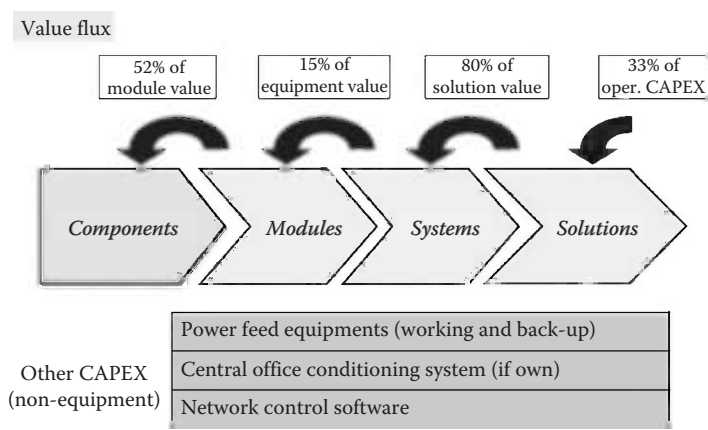 Value flux
52% of
module value
15% of
equipment value
80% of
solution value
33% of
oper. CAPEX
Components
Modules
Systems
Solutions
Other CAPEX
(non-equipment)
Power feed equipments (working and back-up)
Central office conditioning system (if own)
Network control software